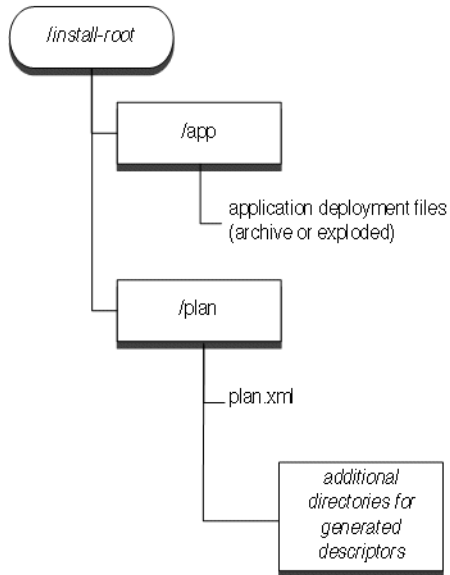 /install-root
/app
application deployment files
(archive or exploded)
/plan
plan.xml
additional
directories for
generated
descriptors